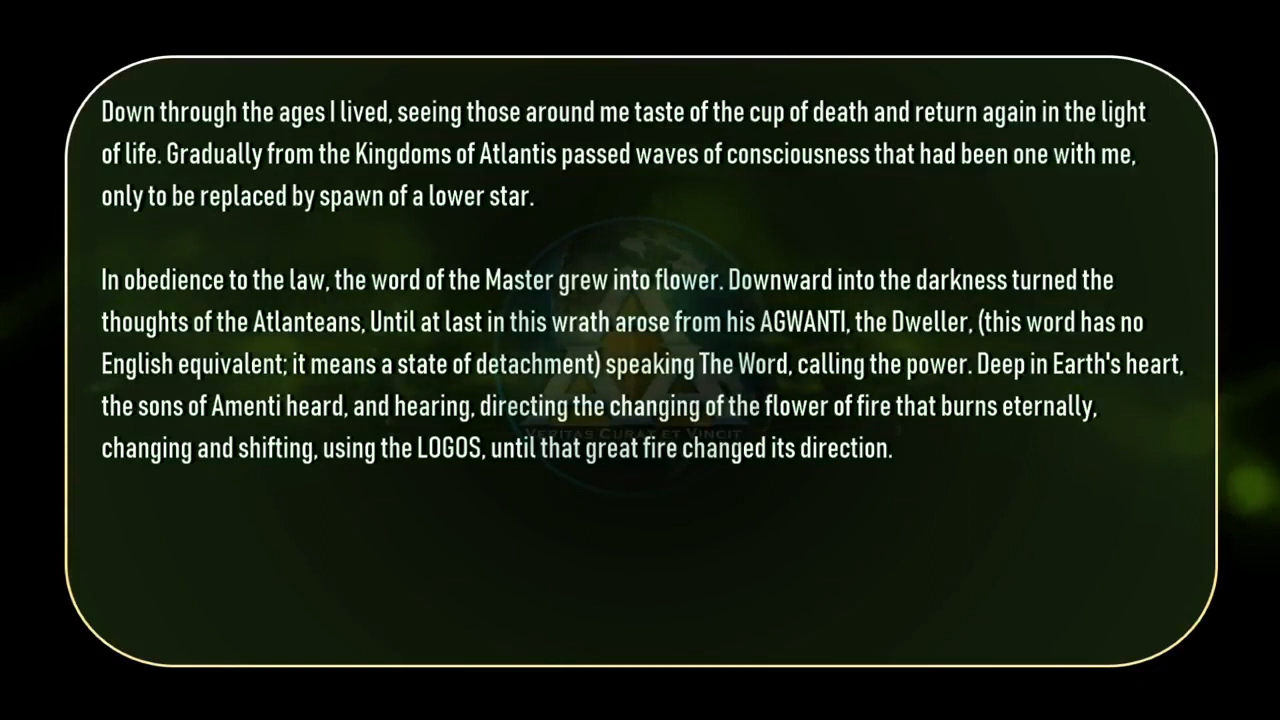 Down through the ages I lived, seeing those around me taste of the cup of death and return again in the light
of life. Gradually from the Kingdoms of Atlantis passed waves of consciousness that had been one with me,
only to be replaced by spawn of a lower star.
In obedience to the law, the word of the Master grew into flower. Downward into the darkness turned the
thoughts of the Atlanteans, Until at last in this wrath arose from his AGWANTI, the Dweller, (this word has no
English equivalent; it means a state of detachment) speaking The Word, calling the power. Deep in Earth's heart,
the sons of Amenti heard, and hearing, directing the changing of the flower of fire that burns eternally,
VERITAS CURAT ET VINCIT
changing and shifting, using the LOGOS, until that great fire changed its direction.